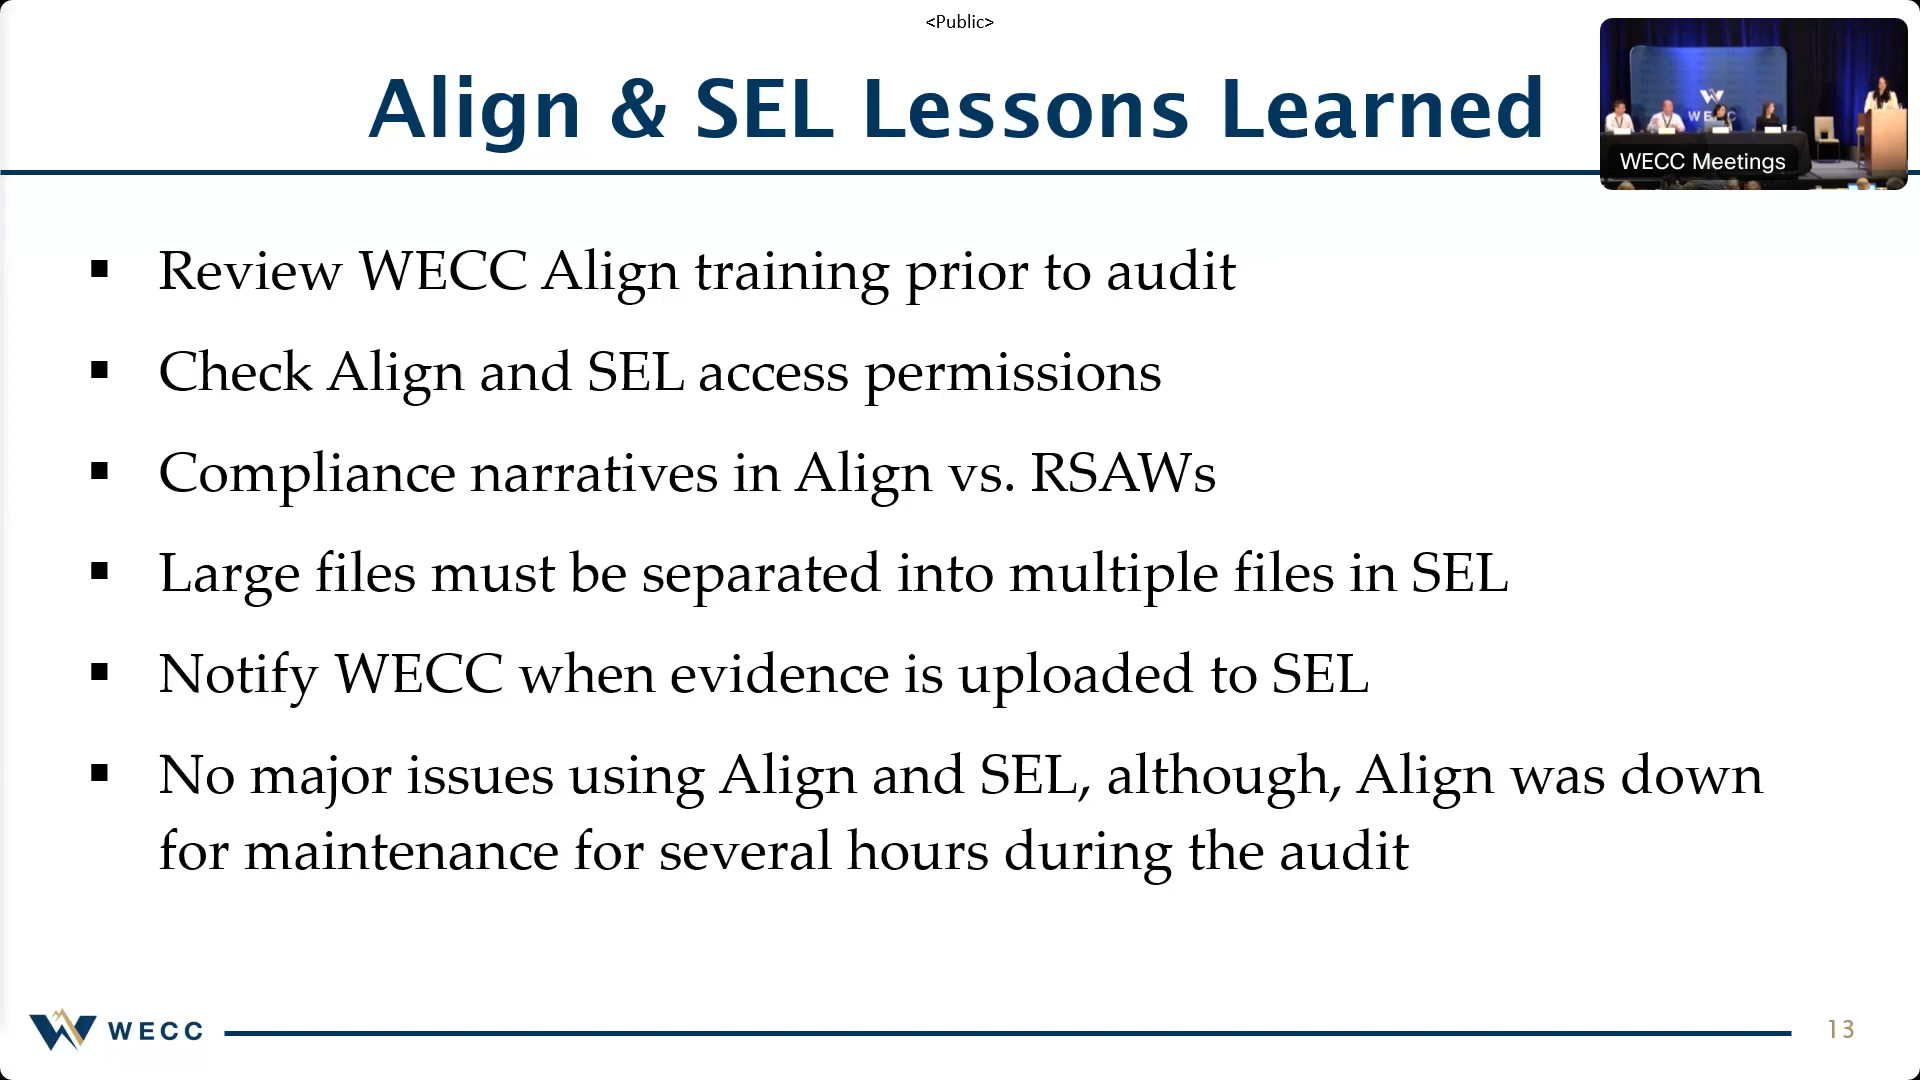 <Public>
Align & SEL Lessons Learned
WECC
WECC Meetings
▪ Review WECC Align training prior to audit
▪ Check Align and SEL access permissions
▪ Compliance narratives in Align vs. RSAWs
▪ Large files must be separated into multiple files in SEL
▪ Notify WECC when evidence is uploaded to SEL
▪ No major issues using Align and SEL, although, Align was down
for maintenance for several hours during the audit
WECC
13